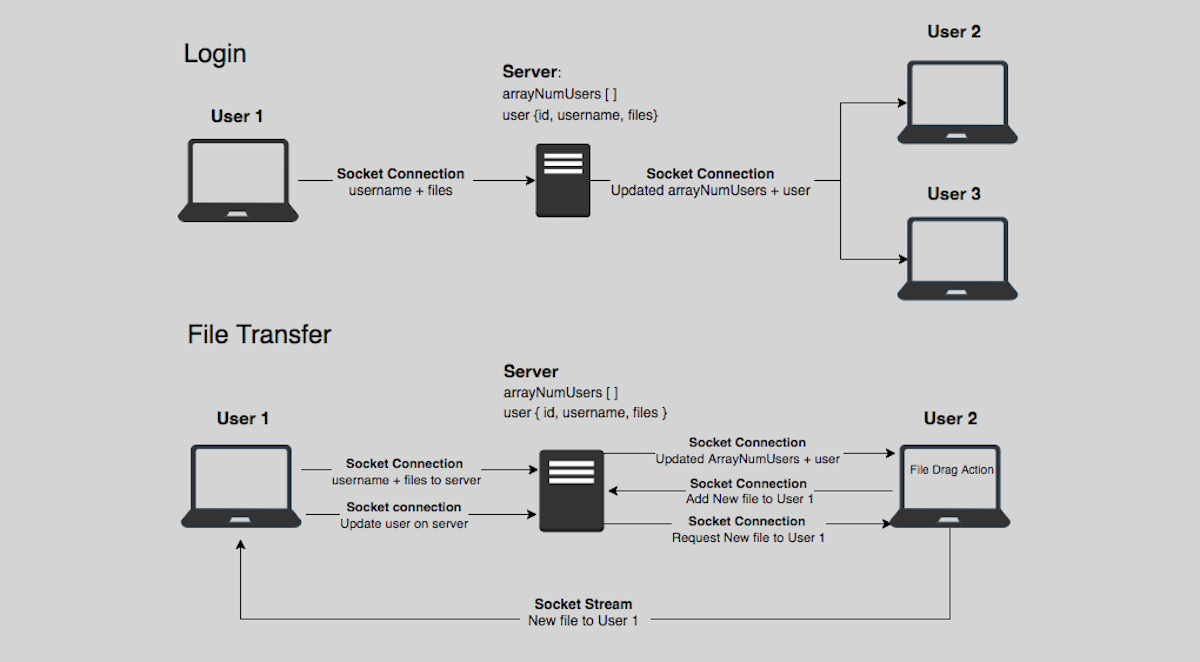 Login
User 1
Socket Connection
username + files
Server:
arrayNumUsers [ ]
user {id, username, files}
Socket Connection
Updated arrayNumUsers + user
User 2
User 3
File Transfer
User 1
Socket Connection
username + files to server
Socket connection
Update user on server
Server
arrayNumUsers [ ]
user { id, username, files }
Socket Connection
Updated ArrayNumUsers + user
Socket Connection
Add New file to User 1
Socket Connection
Request New file to User 1
User 2
File Drag Action
Socket Stream
New file to User 1